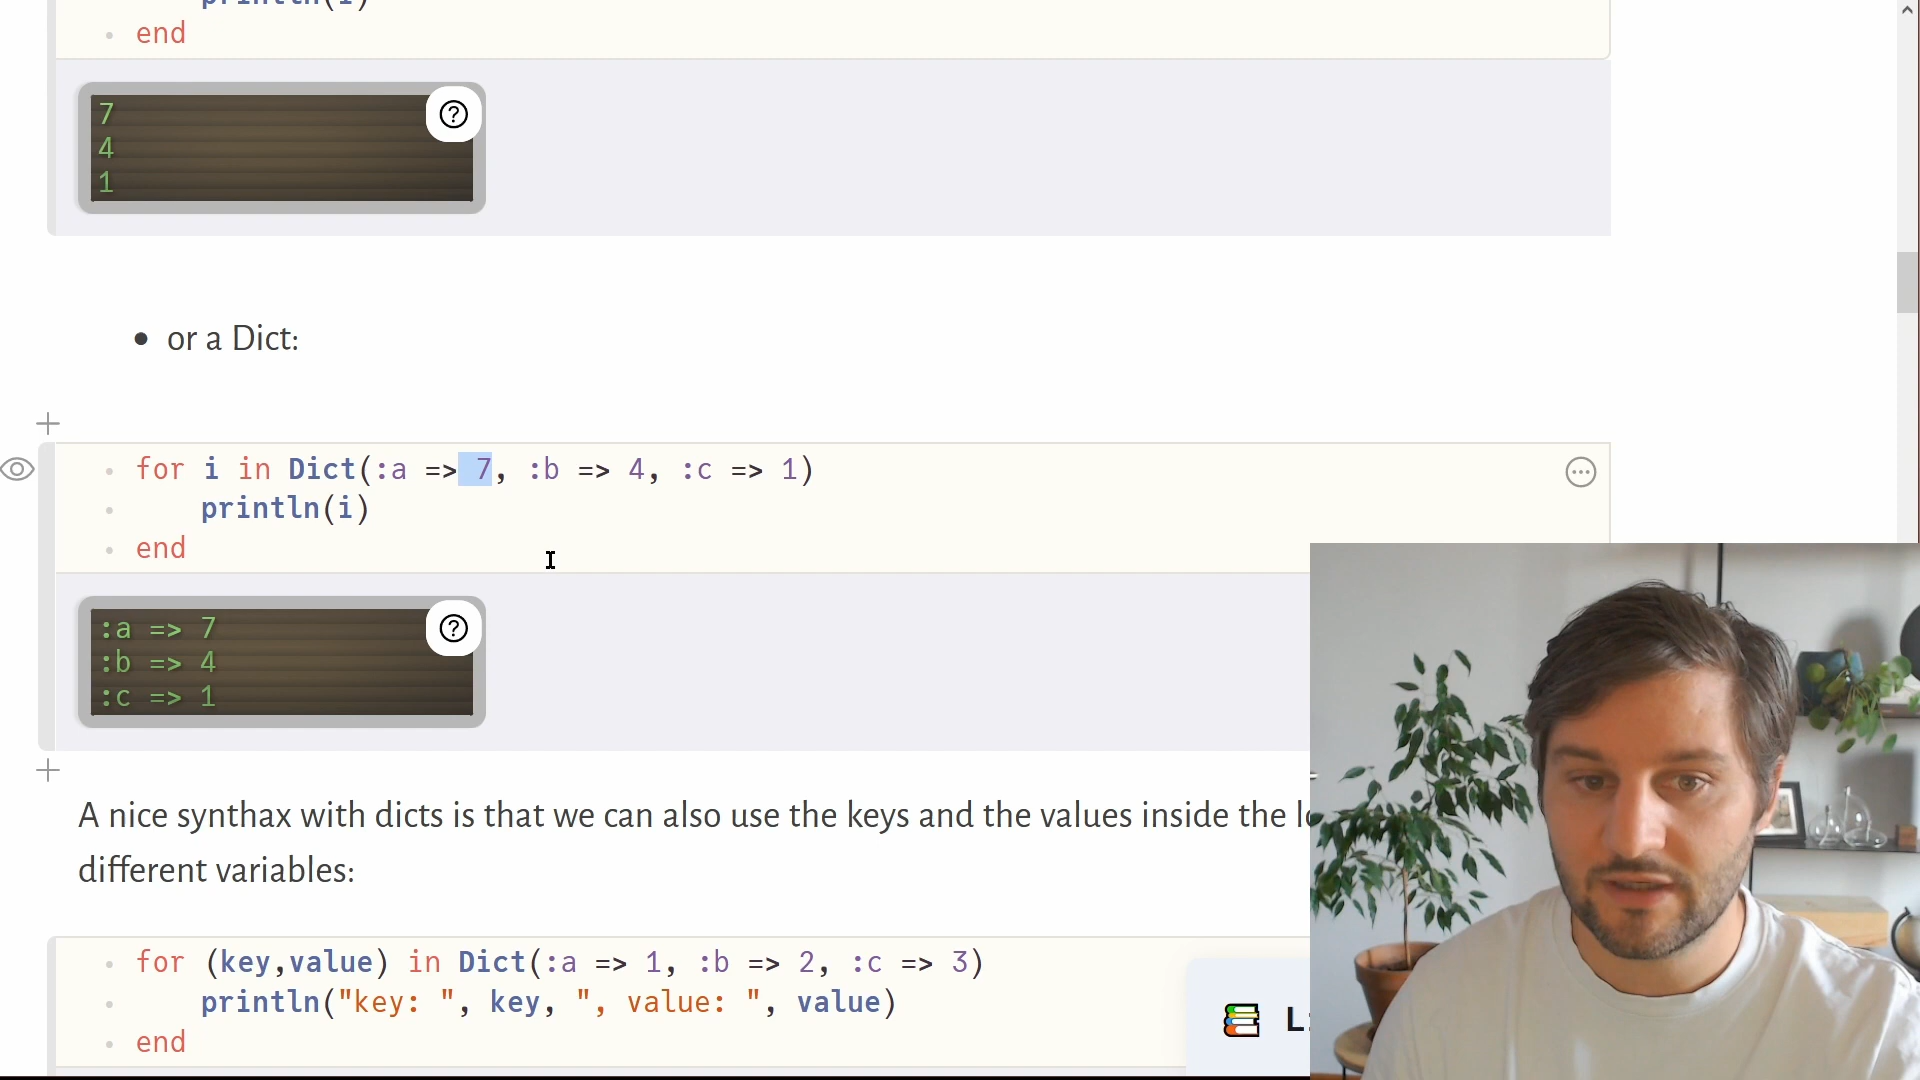 println(i)
end
7
4
1
• or a Dict:
for i in Dict(:a => 7, :b => 4, :c => 1)
println(i)
end
:a => 7
:b => 4
:c => 1
A nice synthax with dicts is that we can also use the keys and the values inside the
different variables:
for (key,value) in Dict(:a => 1, :b => 2, :c => 3)
println("key: ", key, ", value: ", value)
end